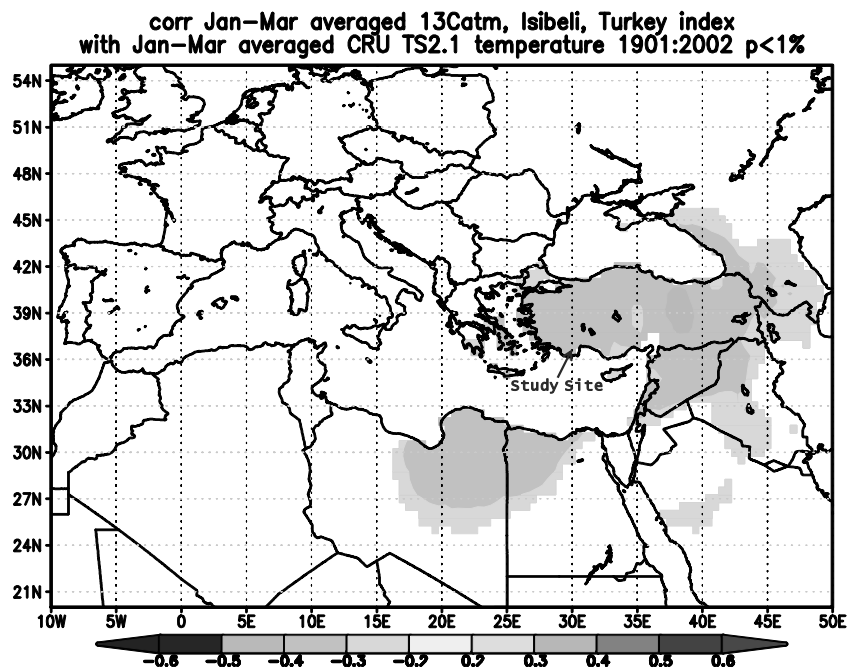 corr Jan-Mar averaged 13Catm, Isibeli, Turkey index
with Jan-Mar averaged CRU TS2.1 temperature 1901:2002 p<1%
54N
51N
48N
45N
42N
39N
36N
33N
30N
27N
24N
21N
Study Site
10W 5W 0 5E 10E 15E 20E 25E 30E 35E 40E 45E 50E
-0.6 -0.5 -0.4 -0.3 -0.2 0.2 0.3 0.4 0.5 0.6